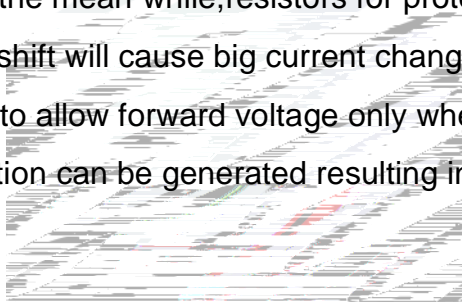 the mean while,resistors for prote
shift will cause big current chang
to allow forward voltage only whe
tion can be generated resulting in